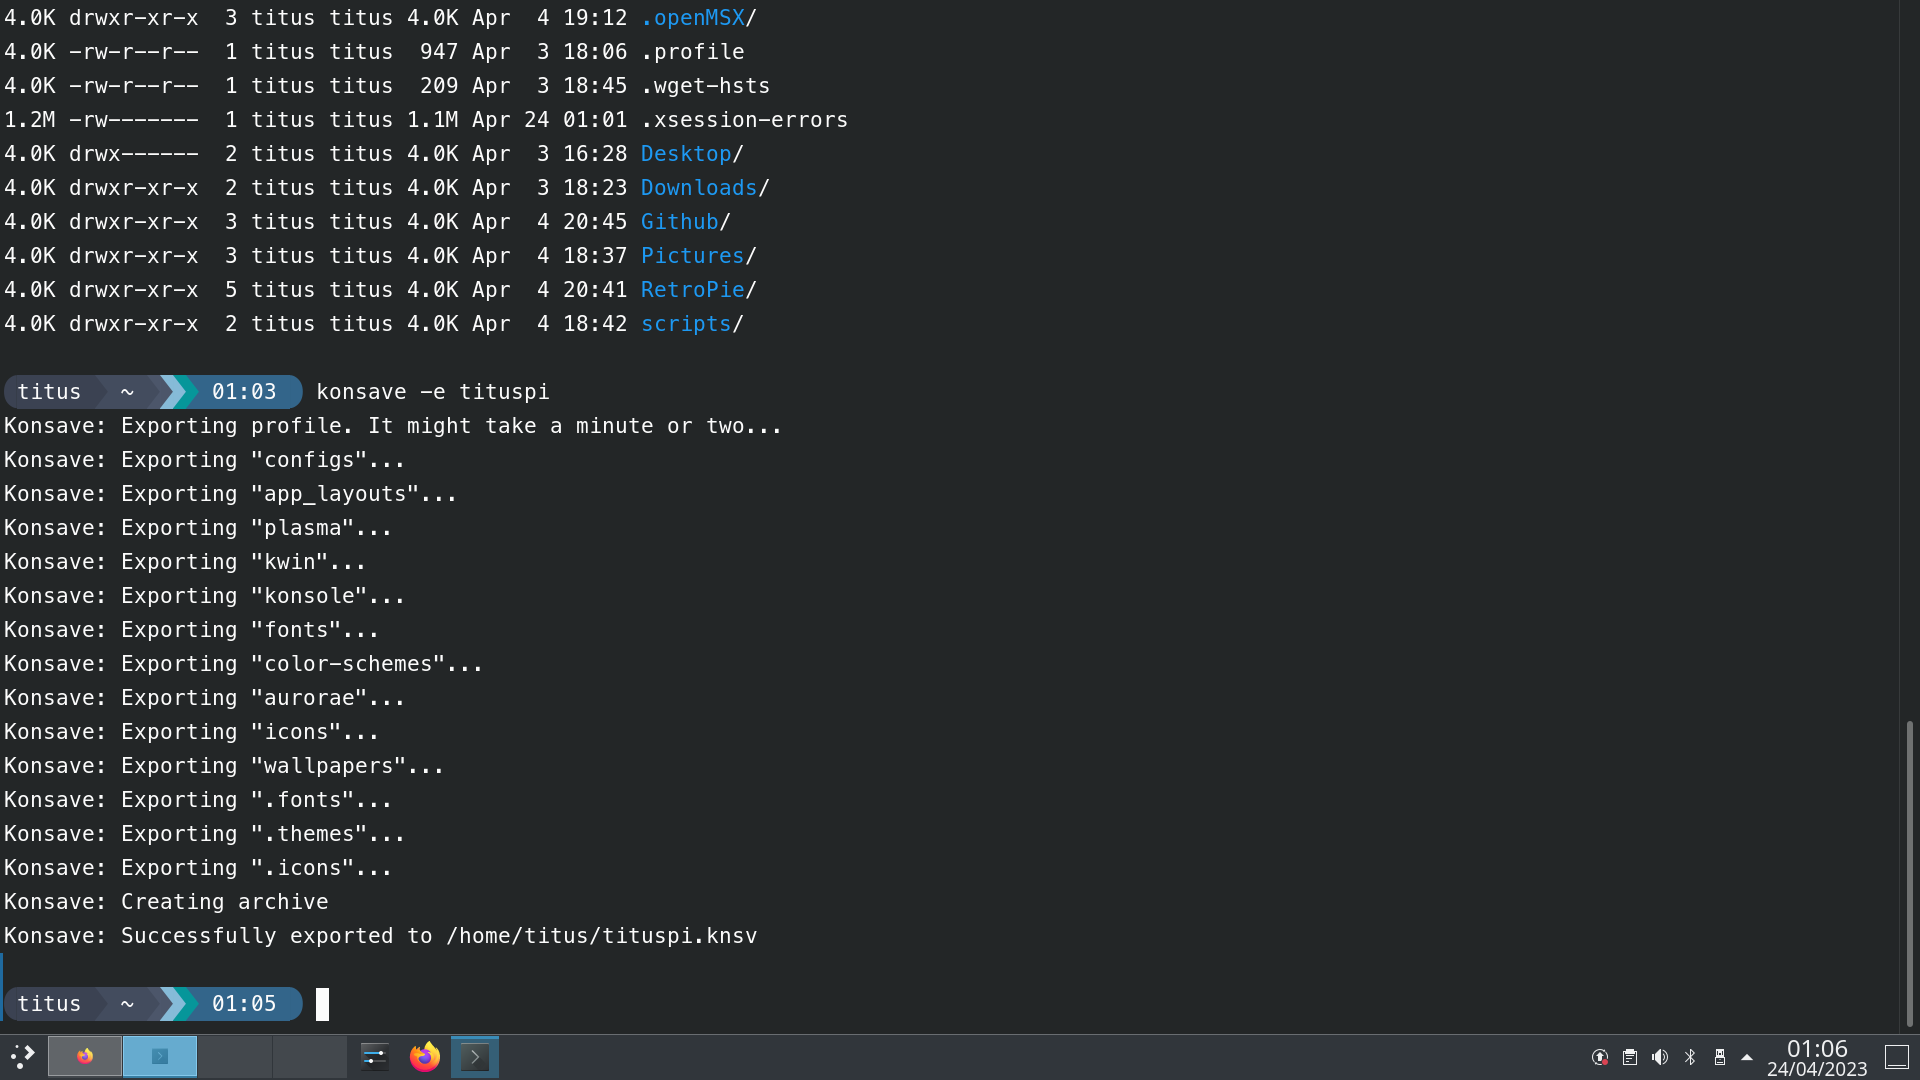 4.0K drwxr-xr-x  3 titus titus 4.0K Apr  4 19:12 .openMSX/
4.0K -rw-r--r--  1 titus titus  947 Apr  3 18:06 .profile
4.0K -rw-r--r--  1 titus titus  209 Apr  3 18:45 .wget-hsts
1.2M -rw-------  1 titus titus 1.1M Apr 24 01:01 .xsession-errors
4.0K drwx------  2 titus titus 4.0K Apr  3 16:28 Desktop/
4.0K drwxr-xr-x  2 titus titus 4.0K Apr  3 18:23 Downloads/
4.0K drwxr-xr-x  3 titus titus 4.0K Apr  4 20:45 Github/
4.0K drwxr-xr-x  3 titus titus 4.0K Apr  4 18:37 Pictures/
4.0K drwxr-xr-x  5 titus titus 4.0K Apr  4 20:41 RetroPie/
4.0K drwxr-xr-x  2 titus titus 4.0K Apr  4 18:42 scripts/
titus ~ 01:03 konsave -e tituspi
Konsave: Exporting profile. It might take a minute or two...
Konsave: Exporting "configs"...
Konsave: Exporting "app_layouts"...
Konsave: Exporting "plasma"...
Konsave: Exporting "kwin"...
Konsave: Exporting "konsole"...
Konsave: Exporting "fonts"...
Konsave: Exporting "color-schemes"...
Konsave: Exporting "aurorae"...
Konsave: Exporting "icons"...
Konsave: Exporting "wallpapers"...
Konsave: Exporting ".fonts"...
Konsave: Exporting ".themes"...
Konsave: Exporting ".icons"...
Konsave: Creating archive
Konsave: Successfully exported to /home/titus/tituspi.knsv
titus ~ 01:05
01:06
24/04/2023